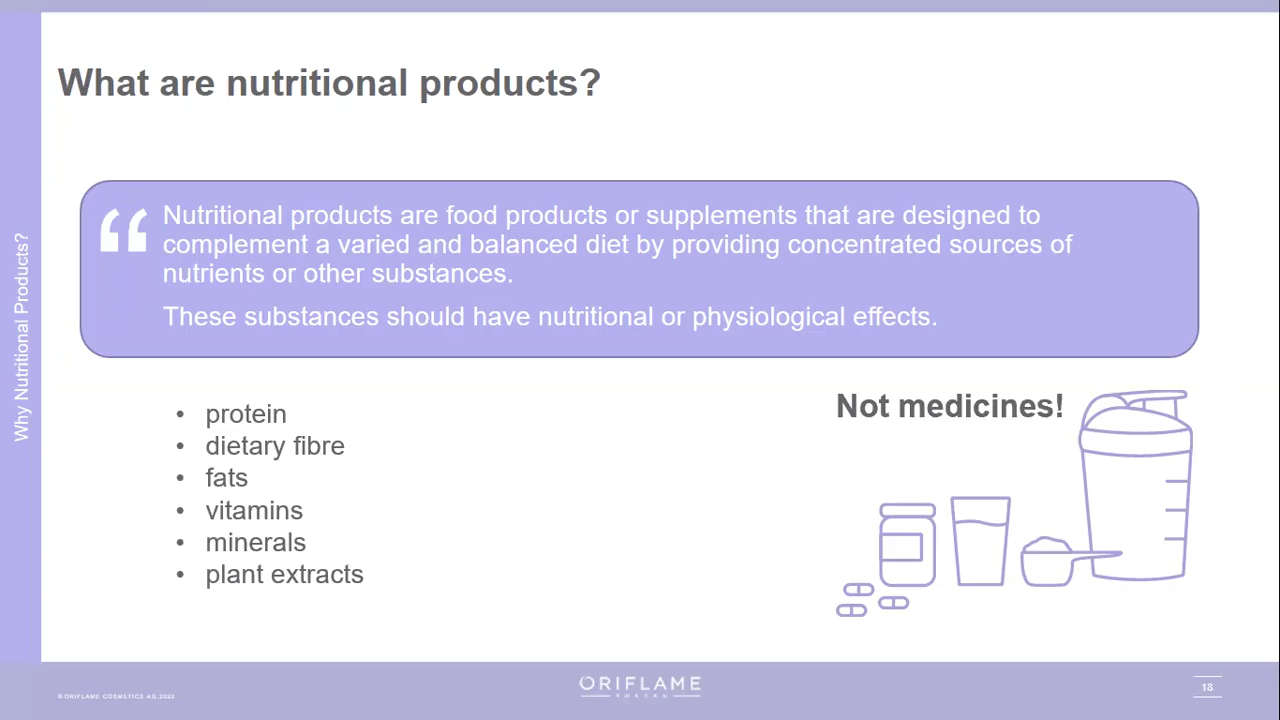 What are nutritional products?
Why Nutritional Products?
Nutritional products are food products or supplements that are designed to
complement a varied and balanced diet by providing concentrated sources of
nutrients or other substances.
These substances should have nutritional or physiological effects.
• protein
• dietary fibre
• fats
• vitamins
• minerals
• plant extracts
Not medicines!
© ORIFLAME COSMETICS AG, 2022
ORIFLAME
18